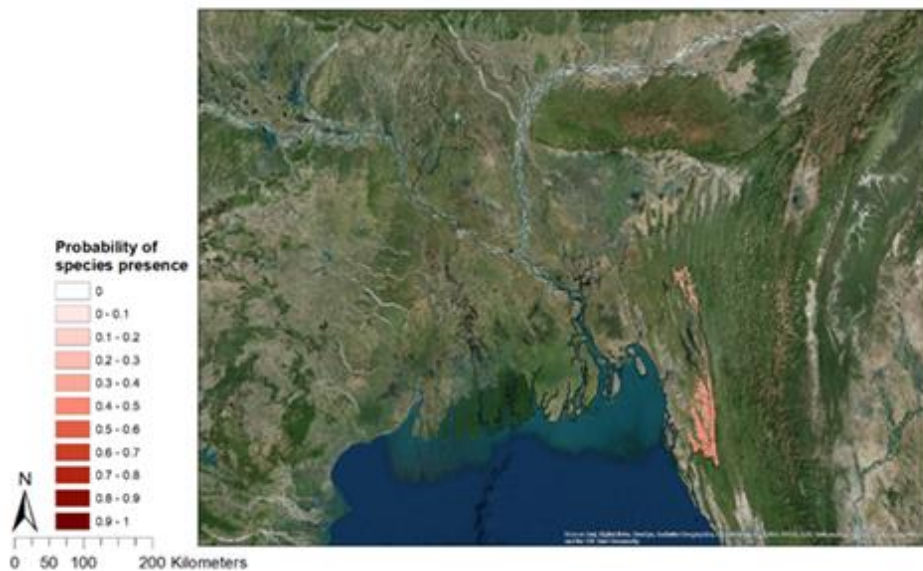 Probability of
species presence
0
0 - 0.1
0.1 - 0.2
0.2 - 0.3
0.3 - 0.4
0.4 - 0.5
0.5 - 0.6
0.6 - 0.7
0.7 - 0.8
0.8 - 0.9
0.9 - 1
N
0 50 100 200 Kilometers